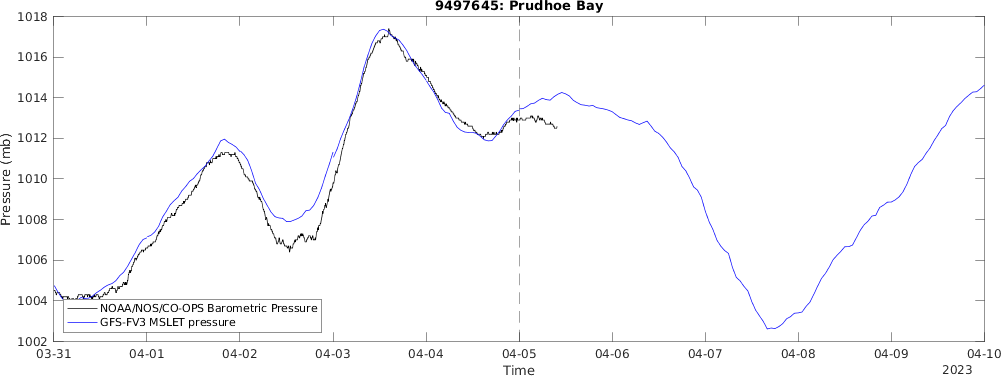 9497645: Prudhoe Bay
1018
1016
1014
1012
1010
1008
1006
1004
1002
Pressure (mb)
NOAA/NOS/CO-OPS Barometric Pressure
GFS-FV3 MSLET pressure
03-31 04-01 04-02 04-03 04-04 04-05 04-06 04-07 04-08 04-09 04-10
Time
2023